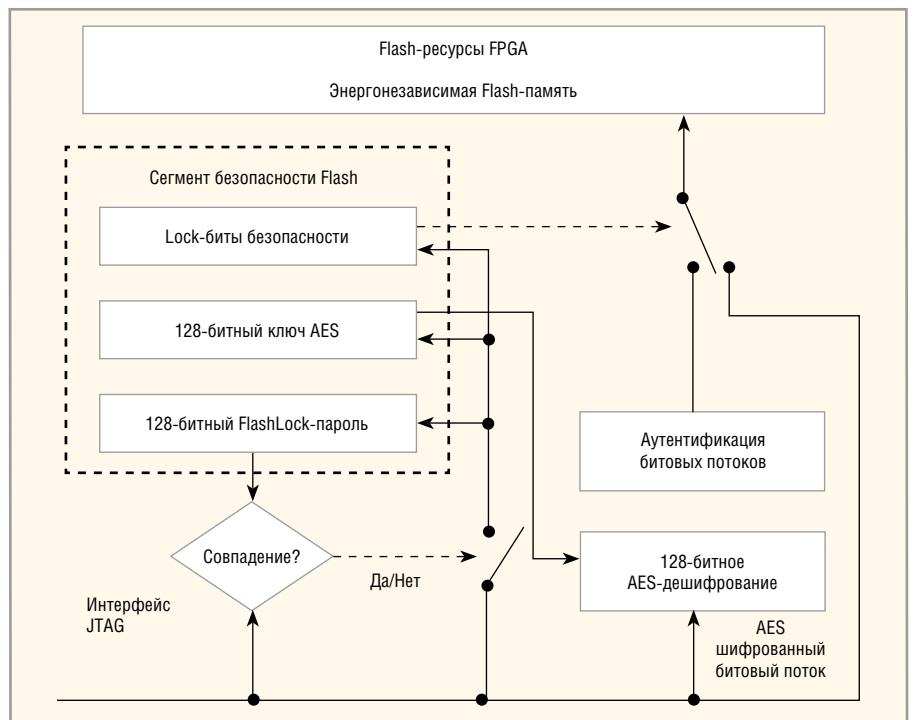 Flash-ресурсы FPGA
Энергонезависимая Flash-память
Сегмент безопасности Flash
Lock-биты безопасности
128-битный ключ AES
128-битный FlashLock-пароль
Аутентификация
битовых потоков
Совпадение?
Да/Нет
128-битное
AES-дешифрование
Интерфейс
JTAG
AES
шифрованный
битовый поток